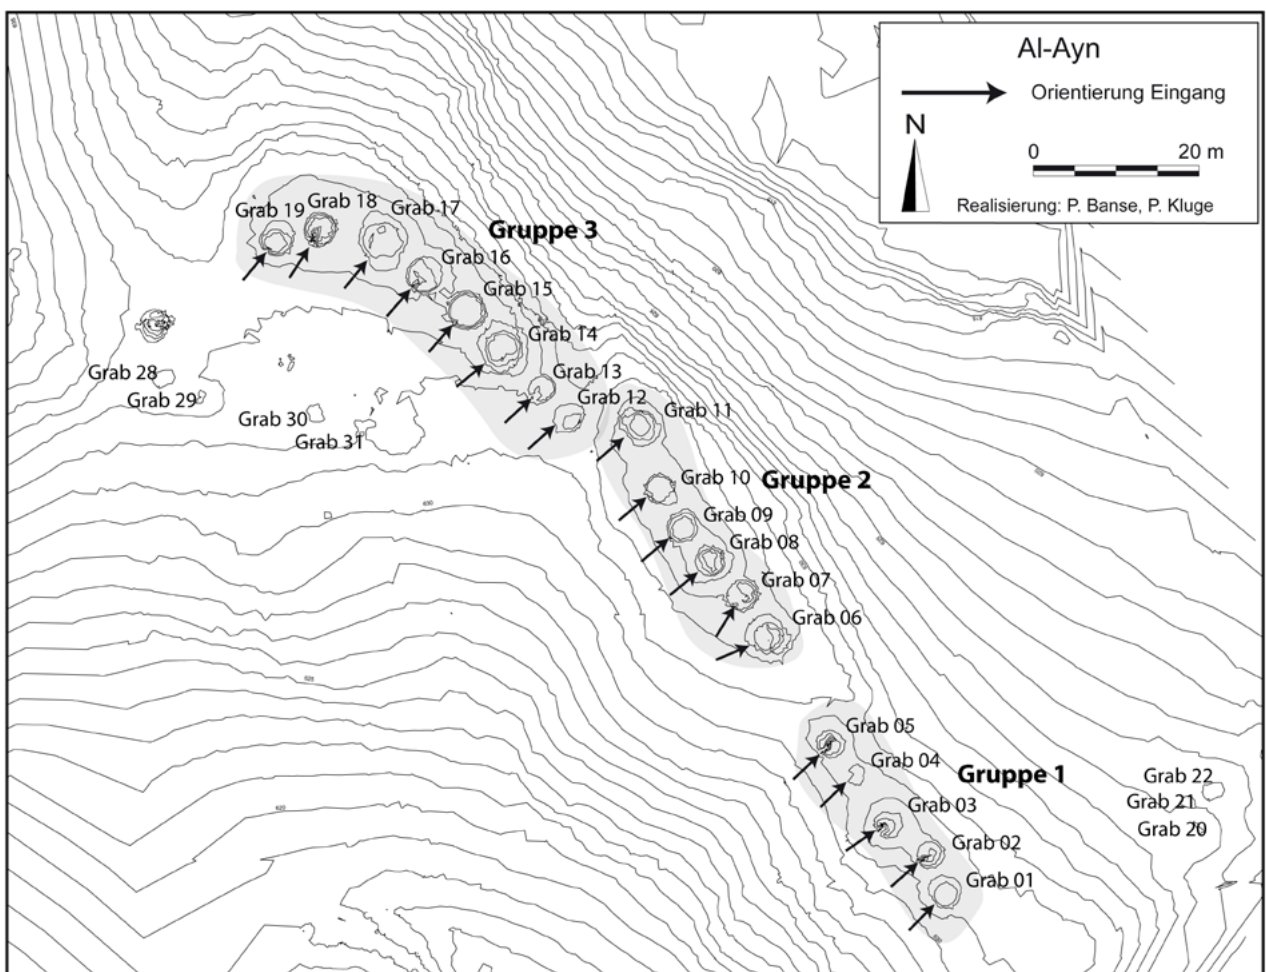 Al-Ayn
Orientierung Eingang
N
0 20 m
Realisierung: P. Banse, P. Kluge
Grab 19
Grab 18
Grab 17
Gruppe 3
Grab 16
Grab 15
Grab 14
Grab 13
Grab 12
Grab 11
Grab 28
Grab 29
Grab 30
Grab 31
Grab 10
Gruppe 2
Grab 09
Grab 08
Grab 07
Grab 06
Grab 05
Grab 04
Gruppe 1
Grab 03
Grab 02
Grab 01
Grab 22
Grab 21
Grab 20
630
625
620